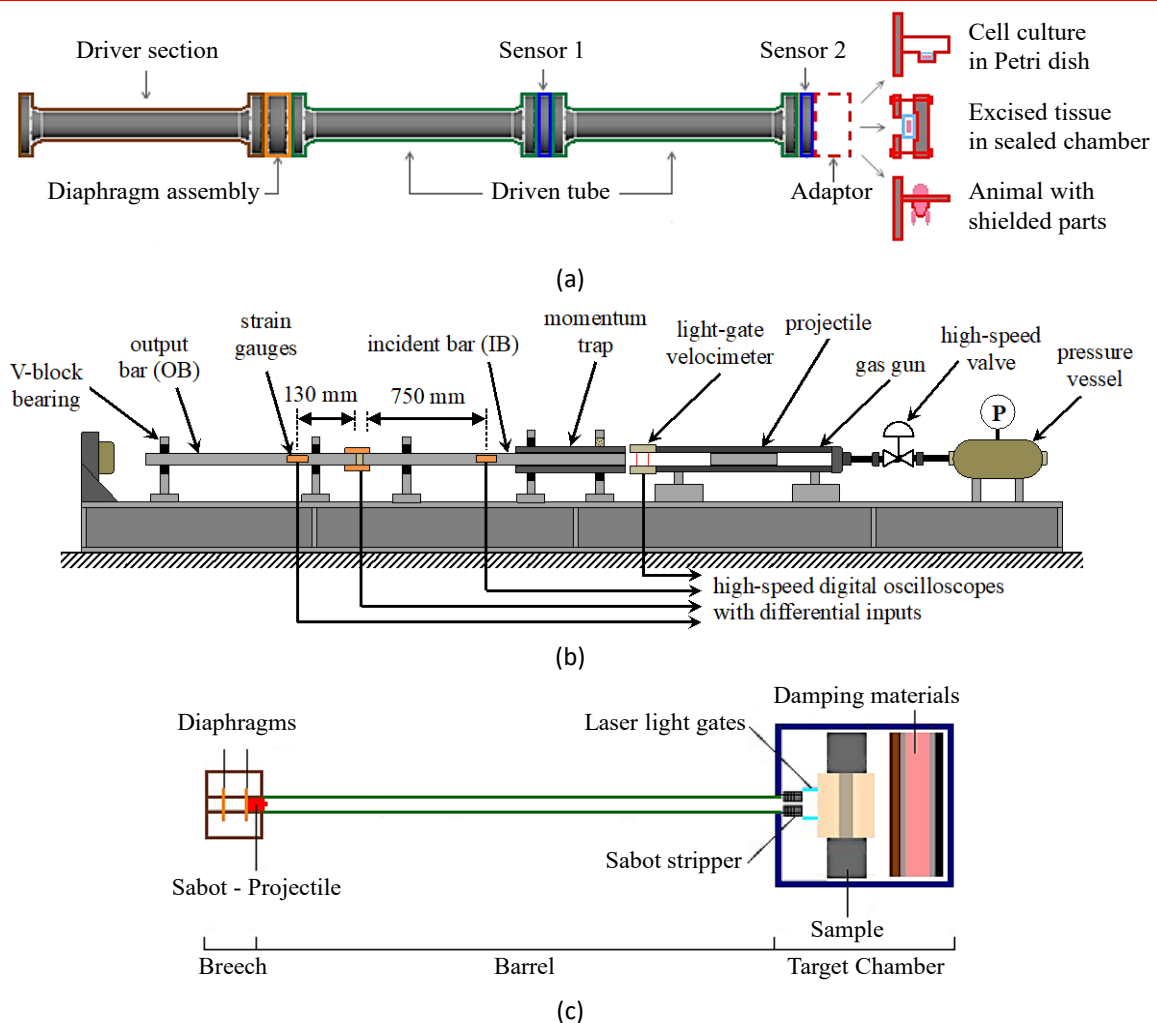 Driver section
Sensor 1
Sensor 2
Cell culture
in Petri dish
Excised tissue
in sealed chamber
Diaphragm assembly
Driven tube
Adaptor
Animal with
shielded parts
(a)
V-block
bearing
output
bar (OB)
strain
gauges
130 mm
incident bar (IB)
750 mm
momentum
trap
light-gate
velocimeter
projectile
gas gun
high-speed
valve
pressure
vessel
P
high-speed digital oscilloscopes
with differential inputs
(b)
Diaphragms
Laser light gates
Damping materials
Sabot - Projectile
Sabot stripper
Sample
Breech
Barrel
Target Chamber
(c)